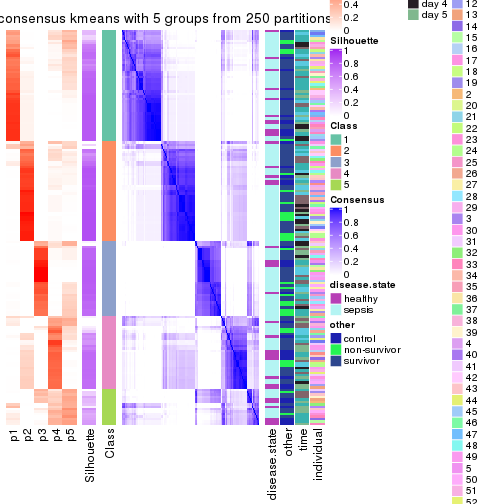 consensus kmeans with 5 groups from 250 partitions
p1
p2
p3
p4
p5
Silhouette
Class
disease.state
other
time
individual
0.4
0.2
0
Silhouette
1
0.8
0.6
0.4
0.2
0
Class
1
2
3
4
5
Consensus
1
0.8
0.6
0.4
0.2
0
disease.state
healthy
sepsis
other
control
non-survivor
survivor
day 4
day 5
12
13
14
15
16
17
18
19
2
20
21
22
23
24
25
26
27
28
29
3
30
31
32
33
34
35
36
37
38
39
4
40
41
42
43
44
45
46
47
48
49
5
50
51
52